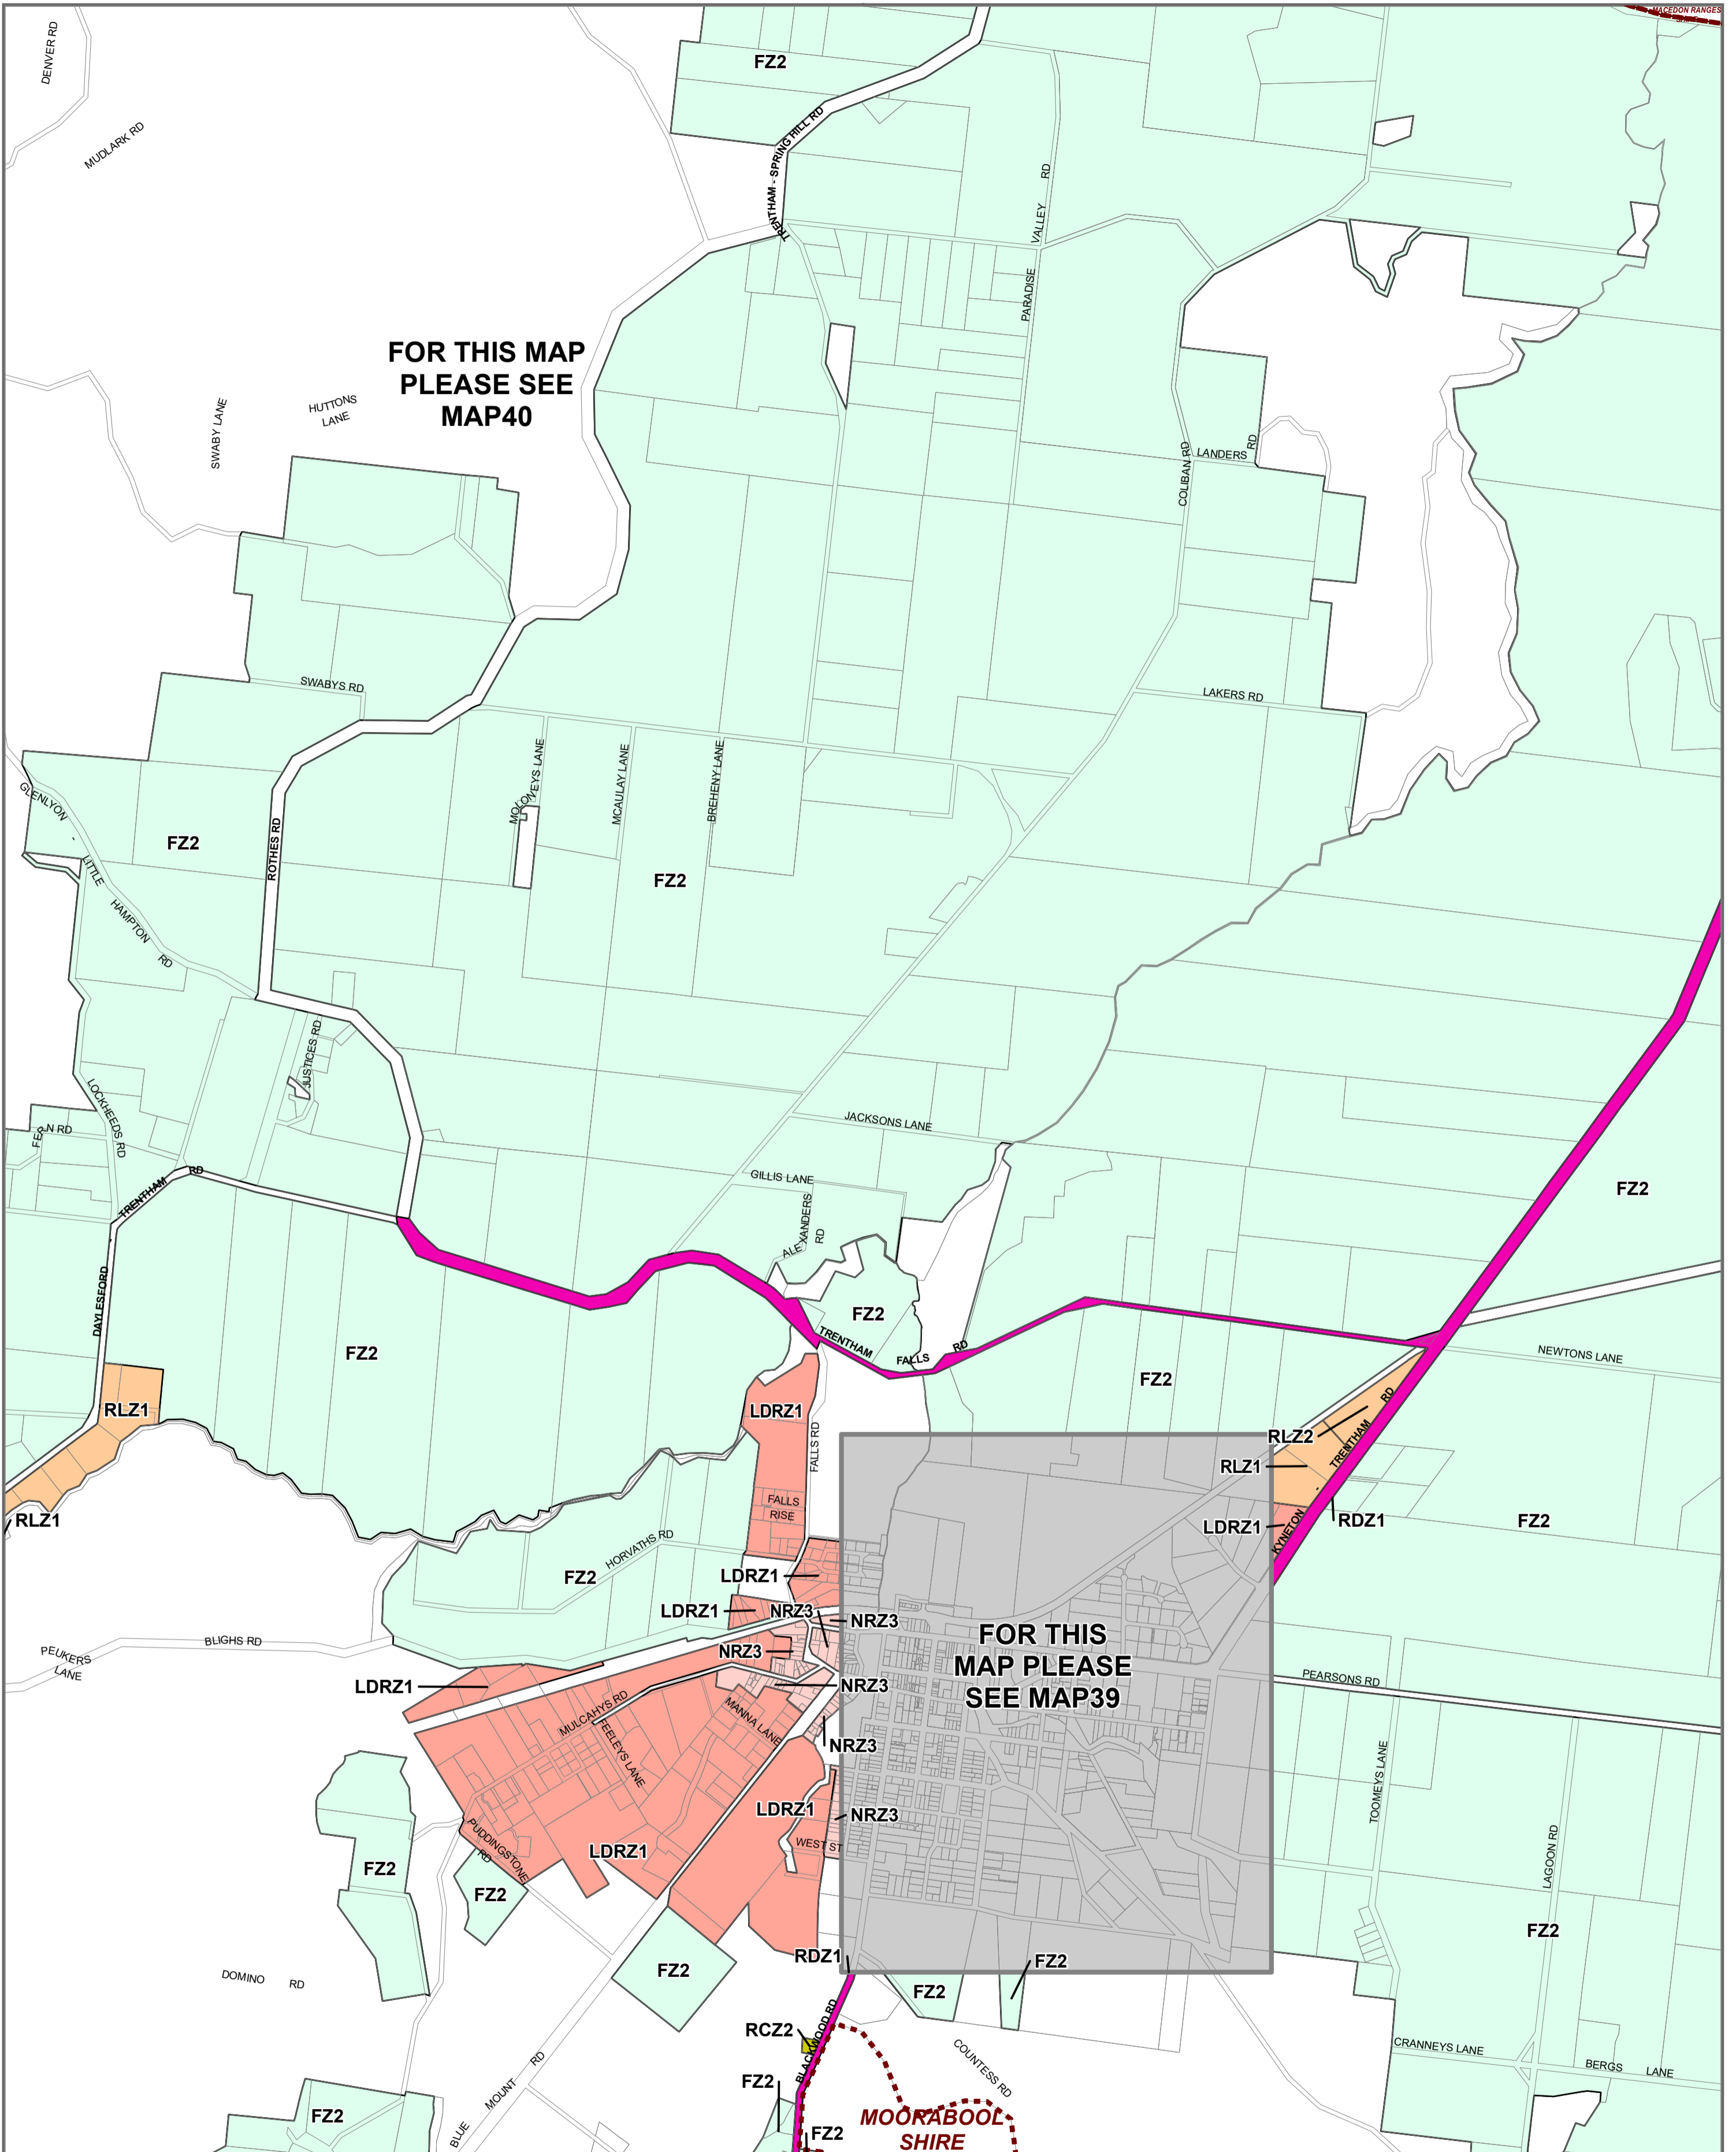 MACEDON RANGES
SHIRE
DENVER RD
MUDLARK RD
FZ2
TRENTHAM - SPRING HILL RD
PARADISE VALLEY RD
FOR THIS MAP
PLEASE SEE
MAP40
SWABY LANE
HUTTONS
LANE
COLIBAN RD
LANDERS RD
SWABYS RD
LAKERS RD
MOLONEYS LANE
MCAULAY LANE
BREHENY LANE
GLENLYON - LITTLE HAMPTON RD
FZ2
ROTHES RD
FZ2
JUSTICES RD
LOCKHEEDS RD
FERN RD
JACKSONS LANE
GILLIS LANE
ALEXANDERS
RD
FZ2
DAYLESFORD TRENTHAM RD
FZ2
FZ2
TRENTHAM FALLS RD
FZ2
NEWTONS LANE
RLZ1
LDRZ1
FALLS RD
RLZ2
RLZ1
KYNETON - TRENTHAM RD
RLZ1
FALLS
RISE
LDRZ1
RDZ1
FZ2
HORVATHS RD
FZ2
LDRZ1
LDRZ1
NRZ3
NRZ3
FOR THIS
MAP PLEASE
SEE MAP39
BLIGHS RD
PEUKERS
LANE
NRZ3
LDRZ1
NRZ3
PEARSONS RD
MULCAHYS RD
MANNA LANE
FEELEYS LANE
NRZ3
TOOMEYS LANE
LDRZ1
NRZ3
WEST ST
LDRZ1
PUDDINGSTONE
RD
FZ2
FZ2
LAGOON RD
FZ2
RDZ1
FZ2
FZ2
FZ2
DOMINO RD
RCZ2
BLACKWOOD RD
COUNTESS RD
CRANNEYS LANE
BERGS LANE
BLUE MOUNT RD
FZ2
FZ2
FZ2
MOORABOOL
SHIRE